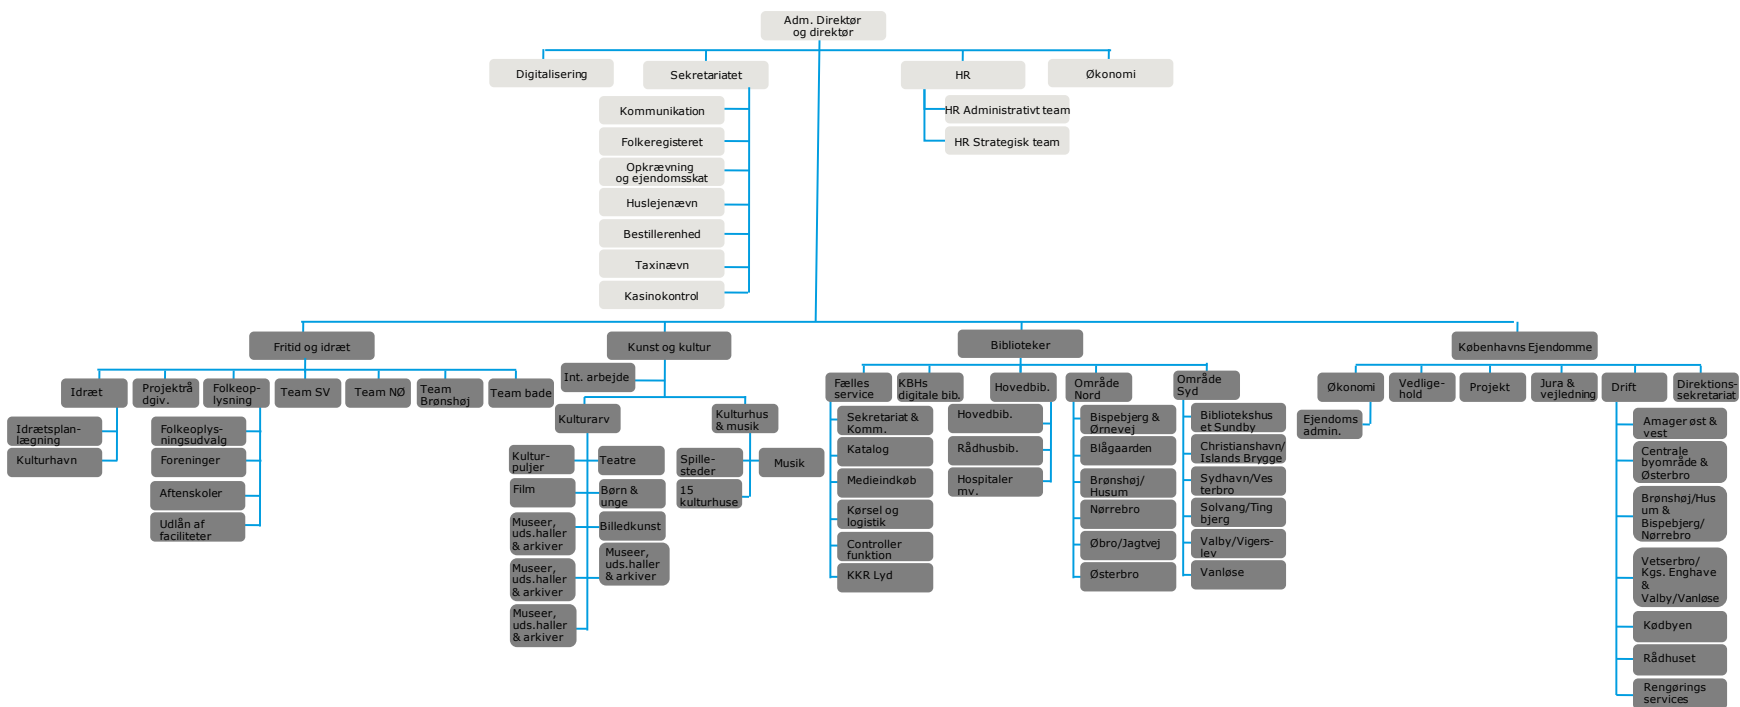 Adm. Direktør
og direktør
Digitalisering
Sekretariatet
HR
Økonomi
Kommunikation
Folkeregisteret
Opkrævning
og ejendomsskat
Huslejenævn
Bestillerenhed
Taxinævn
Kasinokontrol
HR Administrativt team
HR Strategisk team
Fritid og idræt
Kunst og kultur
Biblioteker
Københavns Ejendomme
Idræt
Projektrå
dgiv.
Folkeop-
lysning
Team SV
Team NØ
Team
Brønshøj
Team bade
Idrætsplan-
lægning
Kulturhavn
Folkeoplys-
ningsudvalg
Foreninger
Aftenskoler
Udlån af
faciliteter
Int. arbejde
Kulturarv
Kulturhus
& musik
Kultur-
puljer
Teatre
Film
Børn &
unge
Museer,
uds.haller
& arkiver
Billedkunst
Museer,
uds.haller
& arkiver
Museer,
uds.haller
& arkiver
Museer,
uds.haller
& arkiver
Spille-
steder
Musik
15
kulturhuse
Fælles
service
KBHs
digitale bib.
Hovedbib.
Område
Nord
Område
Syd
Sekretariat &
Komm.
Katalog
Medieindkøb
Kørsel og
logistik
Controller
funktion
KKR Lyd
Hovedbib.
Rådhusbib.
Hospitaler
mv.
Bispebjerg &
Ørnevej
Blågaarden
Brønshøj/
Husum
Nørrebro
Øbro/Jagtvej
Østerbro
Bibliotekshus
et Sundby
Christianshavn/
Islands Brygge
Sydhavn/Ves
terbro
Solvang/Ting
bjerg
Valby/Vigers-
lev
Vanløse
Økonomi
Vedlige-
hold
Projekt
Jura &
vejledning
Drift
Direktions-
sekretariat
Ejendoms
admin.
Amager øst &
vest
Centrale
byområde &
Østerbro
Brønshøj/Hus
um &
Bispebjerg/
Nørrebro
Vetserbro/
Kgs. Enghave
&
Valby/Vanløse
Kødbyen
Rådhuset
Rengørings
services